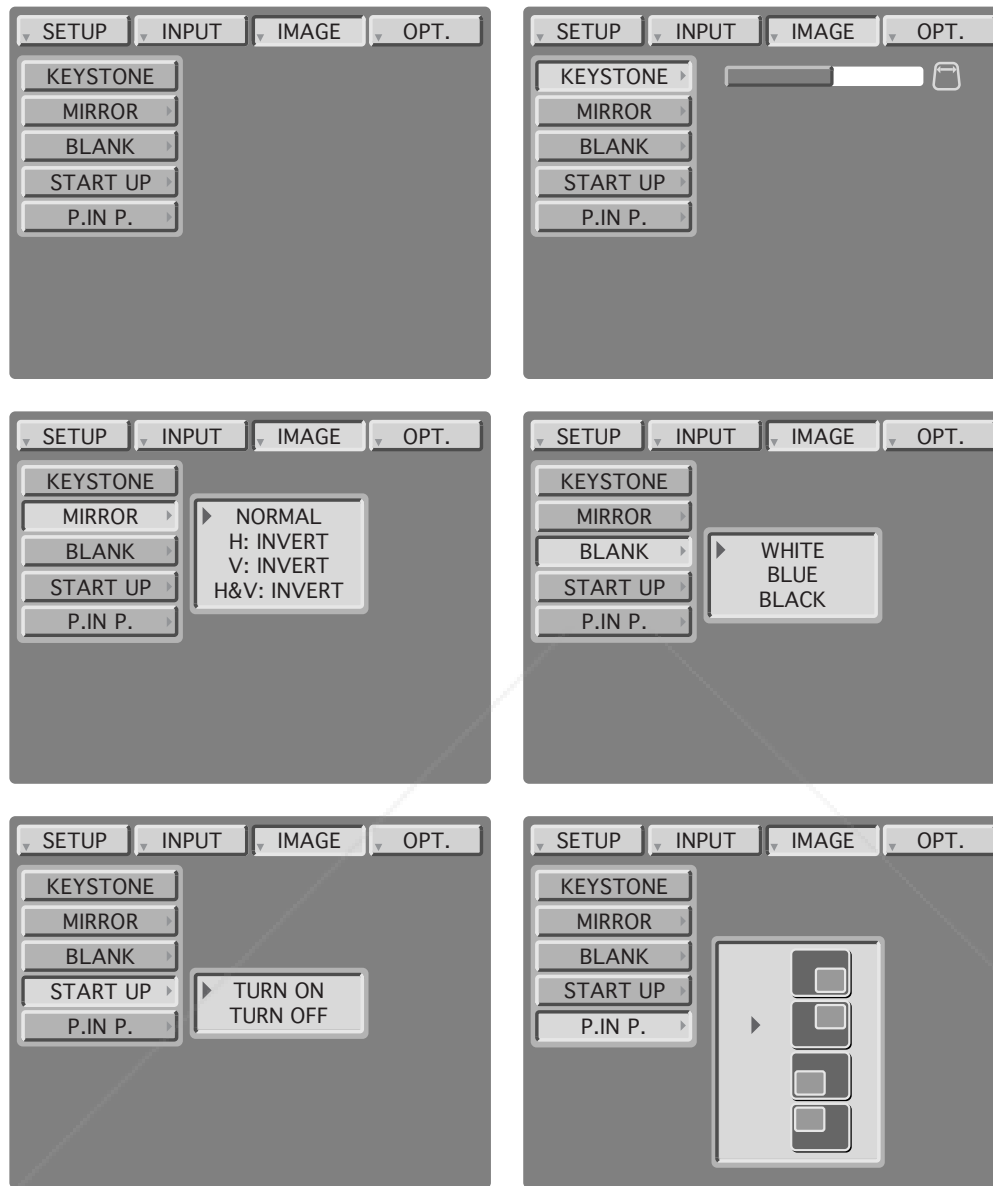 SETUP INPUT IMAGE OPT.
KEYSTONE
MIRROR
BLANK
START UP
P.IN P.
SETUP INPUT IMAGE OPT.
KEYSTONE
MIRROR
BLANK
START UP
P.IN P.
SETUP INPUT IMAGE OPT.
KEYSTONE
MIRROR
BLANK
START UP
P.IN P.
NORMAL
H: INVERT
V: INVERT
H&V: INVERT
SETUP INPUT IMAGE OPT.
KEYSTONE
MIRROR
BLANK
START UP
P.IN P.
WHITE
BLUE
BLACK
SETUP INPUT IMAGE OPT.
KEYSTONE
MIRROR
BLANK
START UP
P.IN P.
TURN ON
TURN OFF
SETUP INPUT IMAGE OPT.
KEYSTONE
MIRROR
BLANK
START UP
P.IN P.